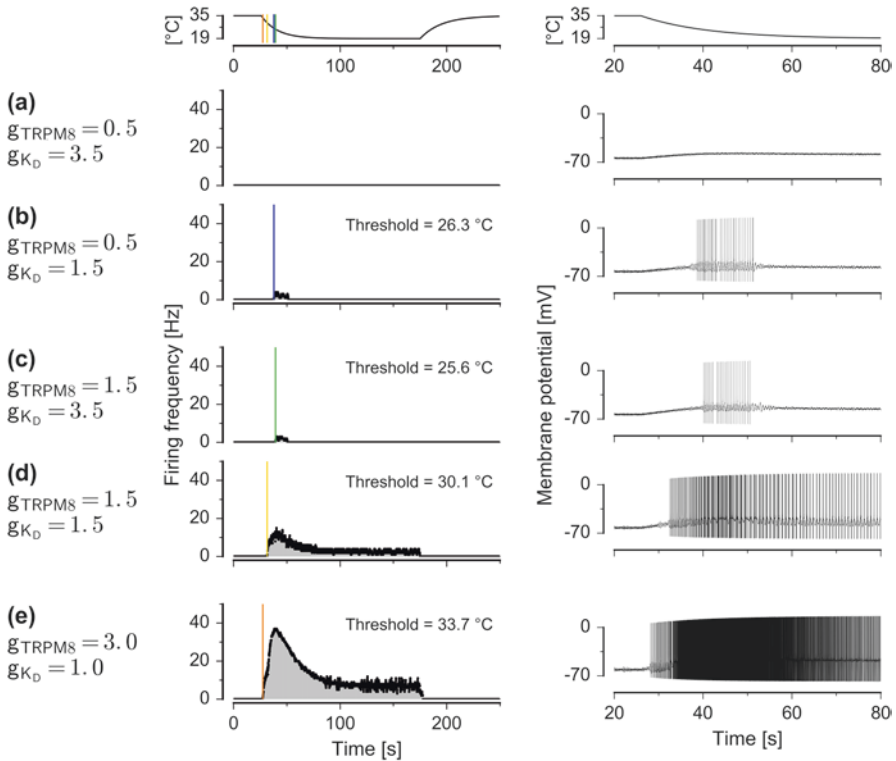 [°C]
35
19
0
100
200
[°C]
35
19
20
40
60
80
(a)
gTRPM8 = 0.5
gKD = 3.5
40
20
0
0
-70
(b)
gTRPM8 = 0.5
gKD = 1.5
40
20
0
Threshold = 26.3 °C
0
-70
(c)
gTRPM8 = 1.5
gKD = 3.5
40
20
0
Threshold = 25.6 °C
0
-70
(d)
gTRPM8 = 1.5
gKD = 1.5
40
20
0
Threshold = 30.1 °C
0
-70
(e)
gTRPM8 = 3.0
gKD = 1.0
40
20
0
Threshold = 33.7 °C
0
-70
Firing frequency [Hz]
Membrane potential [mV]
0
100
200
Time [s]
20
40
60
80
Time [s]